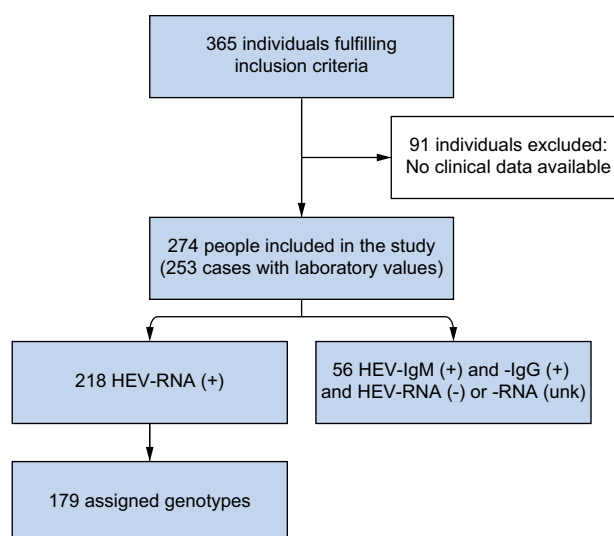 365 individuals fulfilling
inclusion criteria
91 individuals excluded:
No clinical data available
274 people included in the study
(253 cases with laboratory values)
218 HEV-RNA (+)
56 HEV-IgM (+) and -IgG (+)
and HEV-RNA (-) or -RNA (unk)
179 assigned genotypes